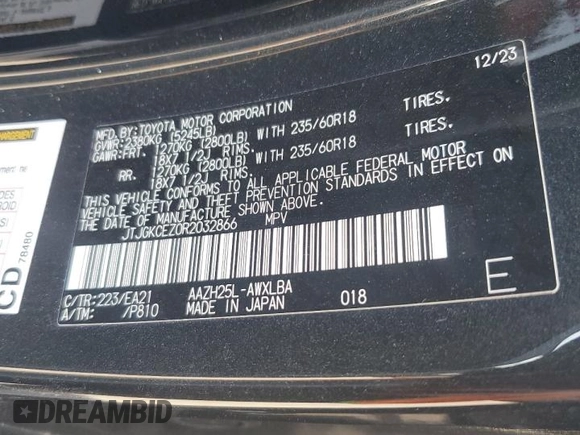 12/23
MFD.BY:TOYOTA MOTOR CORPORATION
GVWR:2380KG (5245LB)
GAWR:FRT. 1270KG (2800LB) WITH 235/60R18 TIRES.
18X7 1/2J RIMS.
RR. 1270KG (2800LB) WITH 235/60R18 TIRES.
18X7 1/2J RIMS.
THIS VEHICLE CONFORMS TO ALL APPLICABLE FEDERAL MOTOR
VEHICLE SAFETY AND THEFT PREVENTION STANDARDS IN EFFECT ON
THE DATE OF MANUFACTURE SHOWN ABOVE.
JTJGKCEZ0R2032866 MPV
C/TR:223/EA21 AAZH25L-AWXLBA
A/TM: /P810 MADE IN JAPAN 018
E
CD
78480
DREAMBID